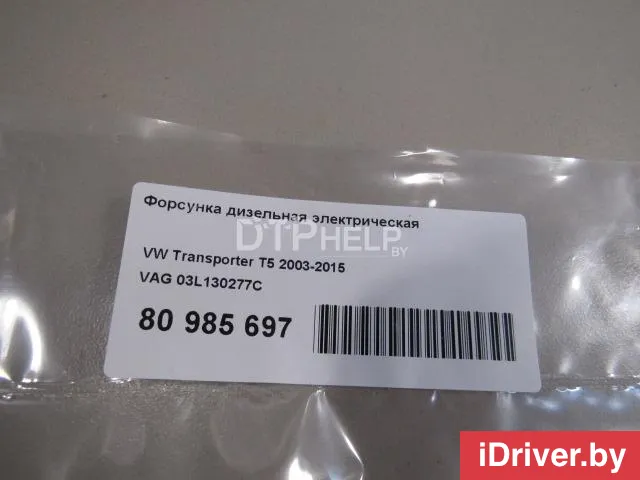 Форсунка дизельная электрическая
DTPHELP.BY
VW Transporter T5 2003-2015
VAG 03L130277C
80 985 697
iDriver.by